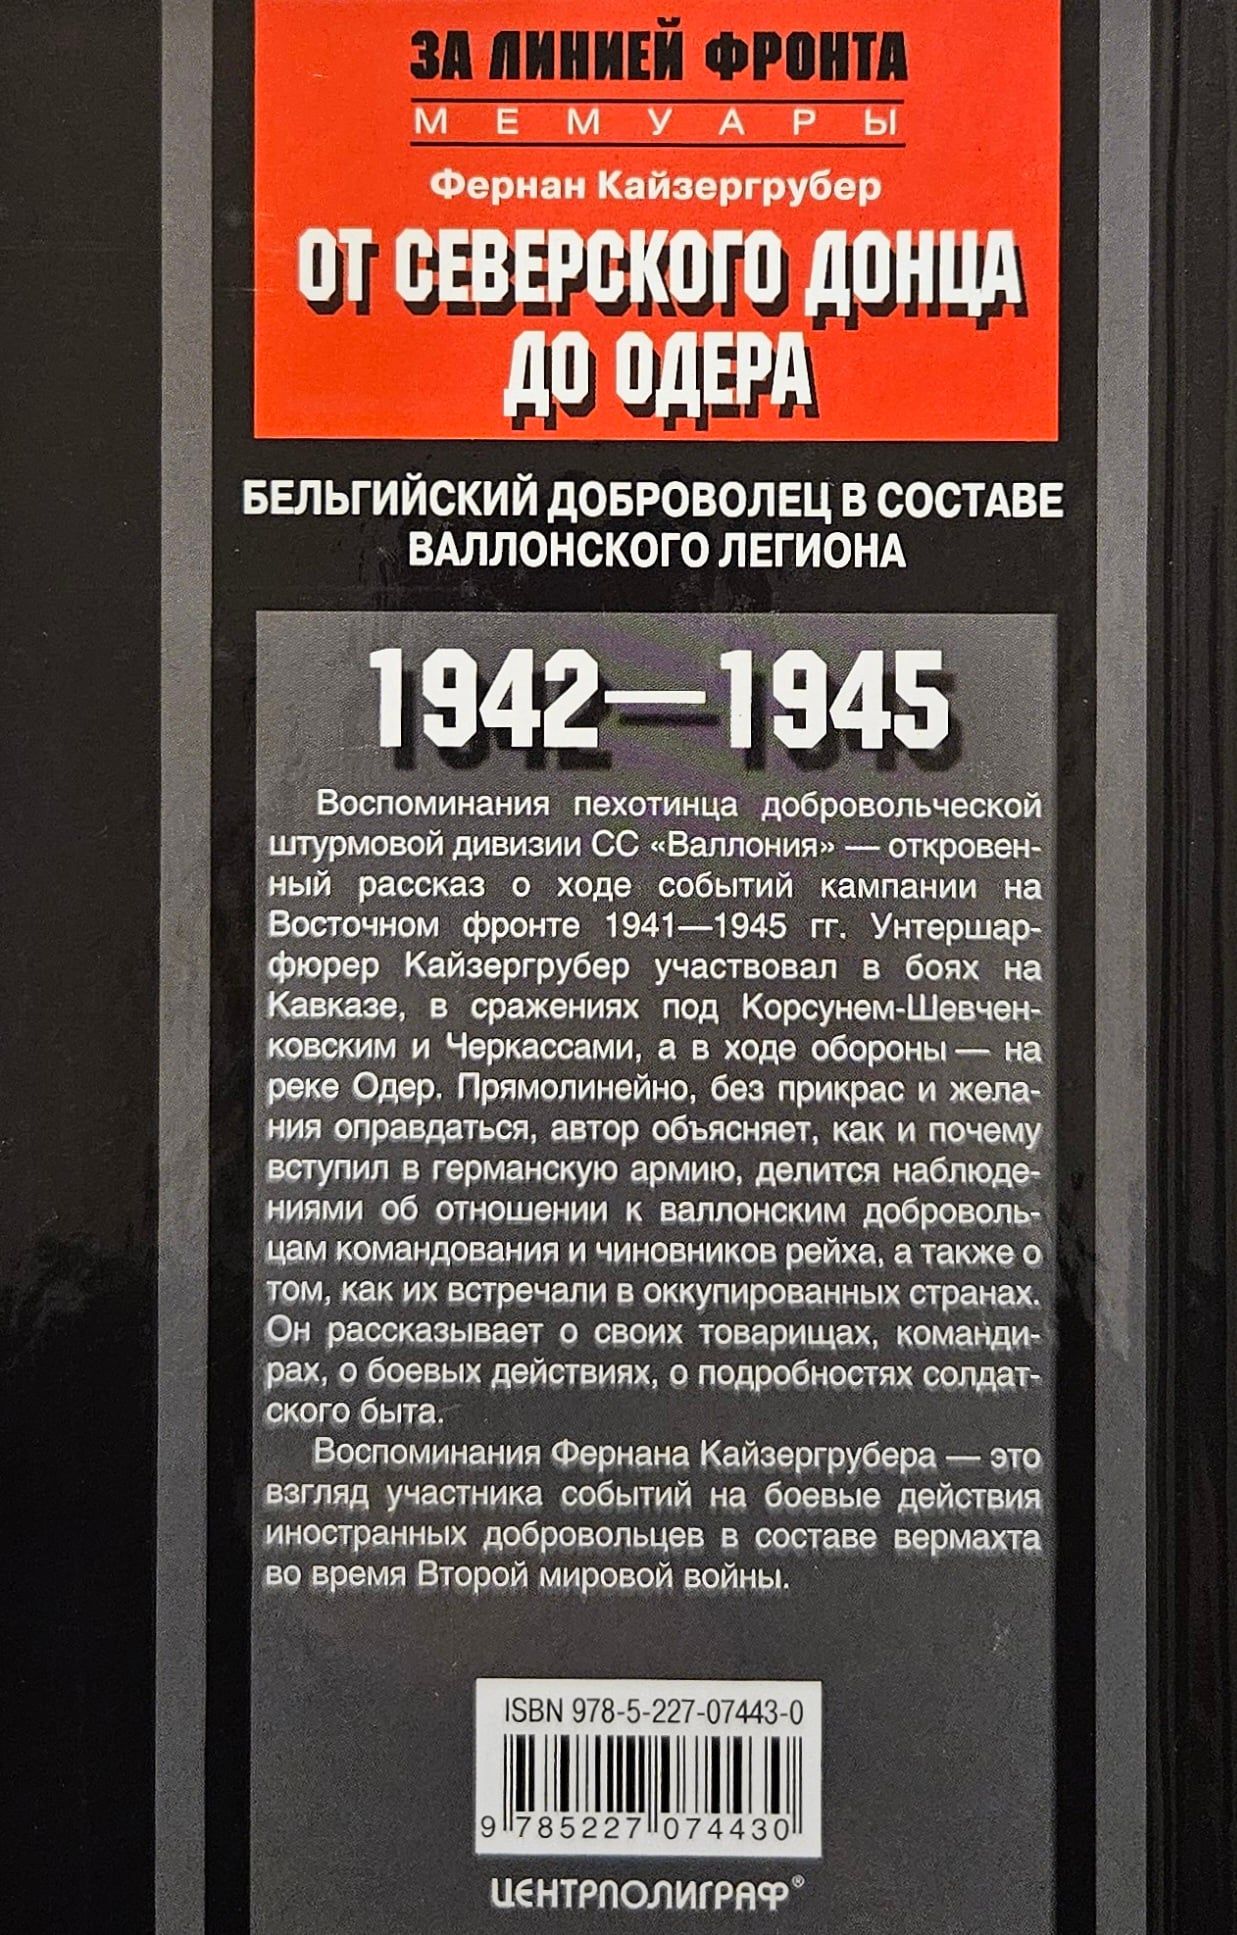 ЗА ЛИНИЕЙ ФРОНТА
МЕМУАРЫ
Фернан Кайзергрубер
ОТ СЕВЕРСКОГО ДОНЦА
ДО ОДЕРА
БЕЛЬГИЙСКИЙ ДОБРОВОЛЕЦ В СОСТАВЕ
ВАЛЛОНСКОГО ЛЕГИОНА
1942—1945
Воспоминания пехотинца добровольческой
штурмовой дивизии СС «Валлония» — откровен-
ный рассказ о ходе событий кампании на
Восточном фронте 1941—1945 гг. Унтершар-
фюрер Кайзергрубер участвовал в боях на
Кавказе, в сражениях под Корсунем-Шевчен-
ковским и Черкассами, а в ходе обороны — на
реке Одер. Прямолинейно, без прикрас и жела-
ния оправдаться, автор объясняет, как и почему
вступил в германскую армию, делится наблюде-
ниями об отношении к валлонским доброволь-
цам командования и чиновников рейха, а также о
том, как их встречали в оккупированных странах.
Он рассказывает о своих товарищах, команди-
рах, о боевых действиях, о подробностях солдат-
ского быта.
Воспоминания Фернана Кайзергрубера — это
взгляд участника событий на боевые действия
иностранных добровольцев в составе вермахта
во время Второй мировой войны.
ISBN 978-5-227-07443-0
9 785227 074430
ЦЕНТРПОЛИГРАФ®